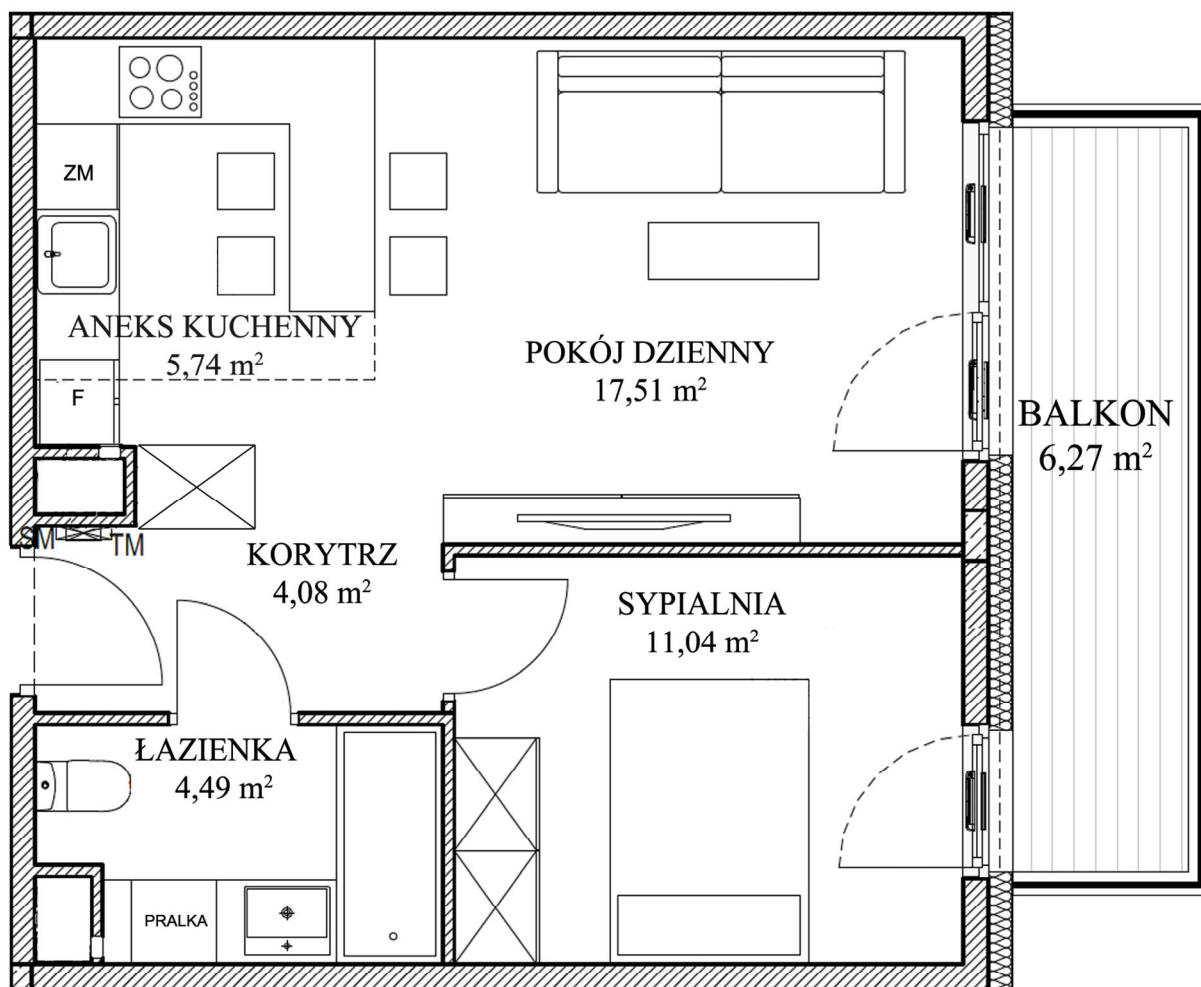 ZM
ANEKS KUCHENNY
5,74 m²
F
POKÓJ DZIENNY
17,51 m²
BALKON
6,27 m²
SM
TM
KORYTRZ
4,08 m²
SYPIALNIA
11,04 m²
ŁAZIENKA
4,49 m²
PRALKA